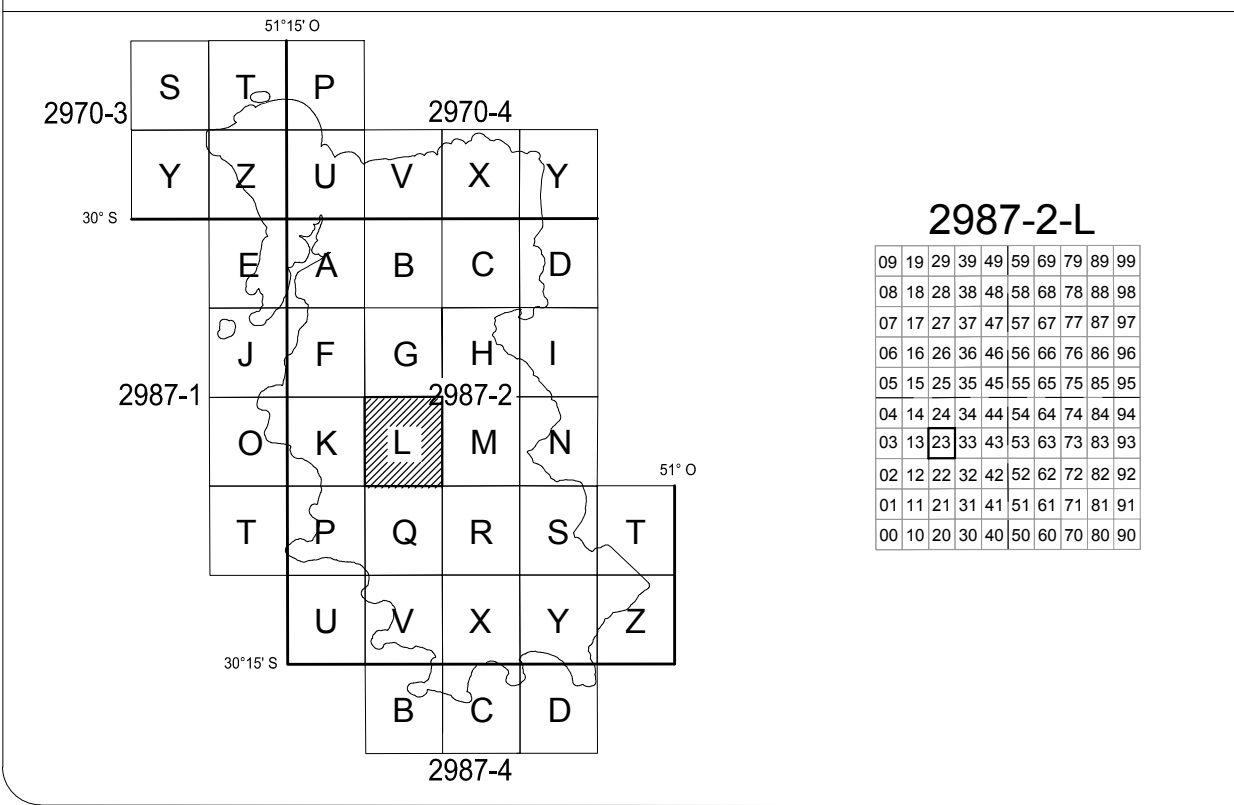 51°15' O
S T P
2970-3 2970-4
Y Z U V X Y
30° S
E A B C D
J F G H I
2987-1 2987-2
O K L M N
51° O
T P Q R S T
U V X Y Z
30°15' S
B C D
2987-4
2987-2-L
09 19 29 39 49 59 69 79 89 99
08 18 28 38 48 58 68 78 88 98
07 17 27 37 47 57 67 77 87 97
06 16 26 36 46 56 66 76 86 96
05 15 25 35 45 55 65 75 85 95
04 14 24 34 44 54 64 74 84 94
03 13 23 33 43 53 63 73 83 93
02 12 22 32 42 52 62 72 82 92
01 11 21 31 41 51 61 71 81 91
00 10 20 30 40 50 60 70 80 90